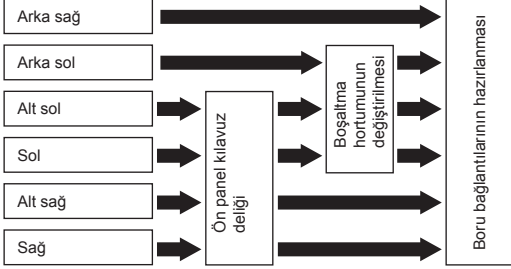 Arka sağ
Arka sol
Alt sol
Sol
Alt sağ
Sağ
Ön panel kılavuz
deliği
Boşaltma
hortumunun
değiştirilmesi
Boru bağlantılarının hazırlanması